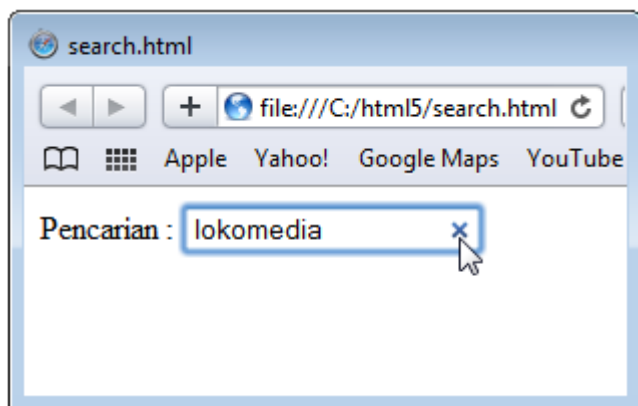 search.html
file:///C:/html5/search.html
Apple Yahoo! Google Maps YouTube
Pencarian : lokomedia